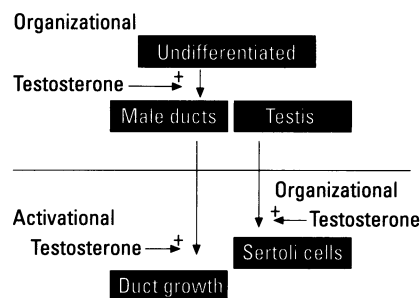 Organizational
Undifferentiated
Testosterone +
Male ducts Testis
Organizational
Activational + Testosterone
Testosterone + Sertoli cells
Duct growth